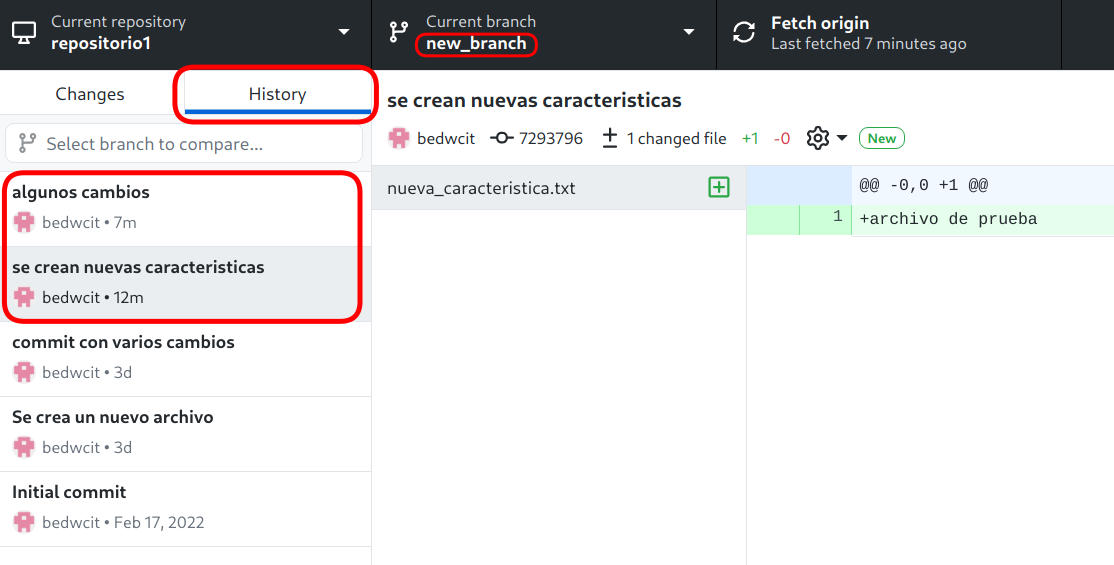 Current repository
repositorio1
Current branch
new_branch
Fetch origin
Last fetched 7 minutes ago
Changes
History
Select branch to compare...
algunos cambios
bedwcit • 7m
se crean nuevas caracteristicas
bedwcit • 12m
commit con varios cambios
bedwcit • 3d
Se crea un nuevo archivo
bedwcit • 3d
Initial commit
bedwcit • Feb 17, 2022
se crean nuevas caracteristicas
bedwcit 7293796 1 changed file +1 -0 New
nueva_caracteristica.txt
@@ -0,0 +1 @@
1 +archivo de prueba